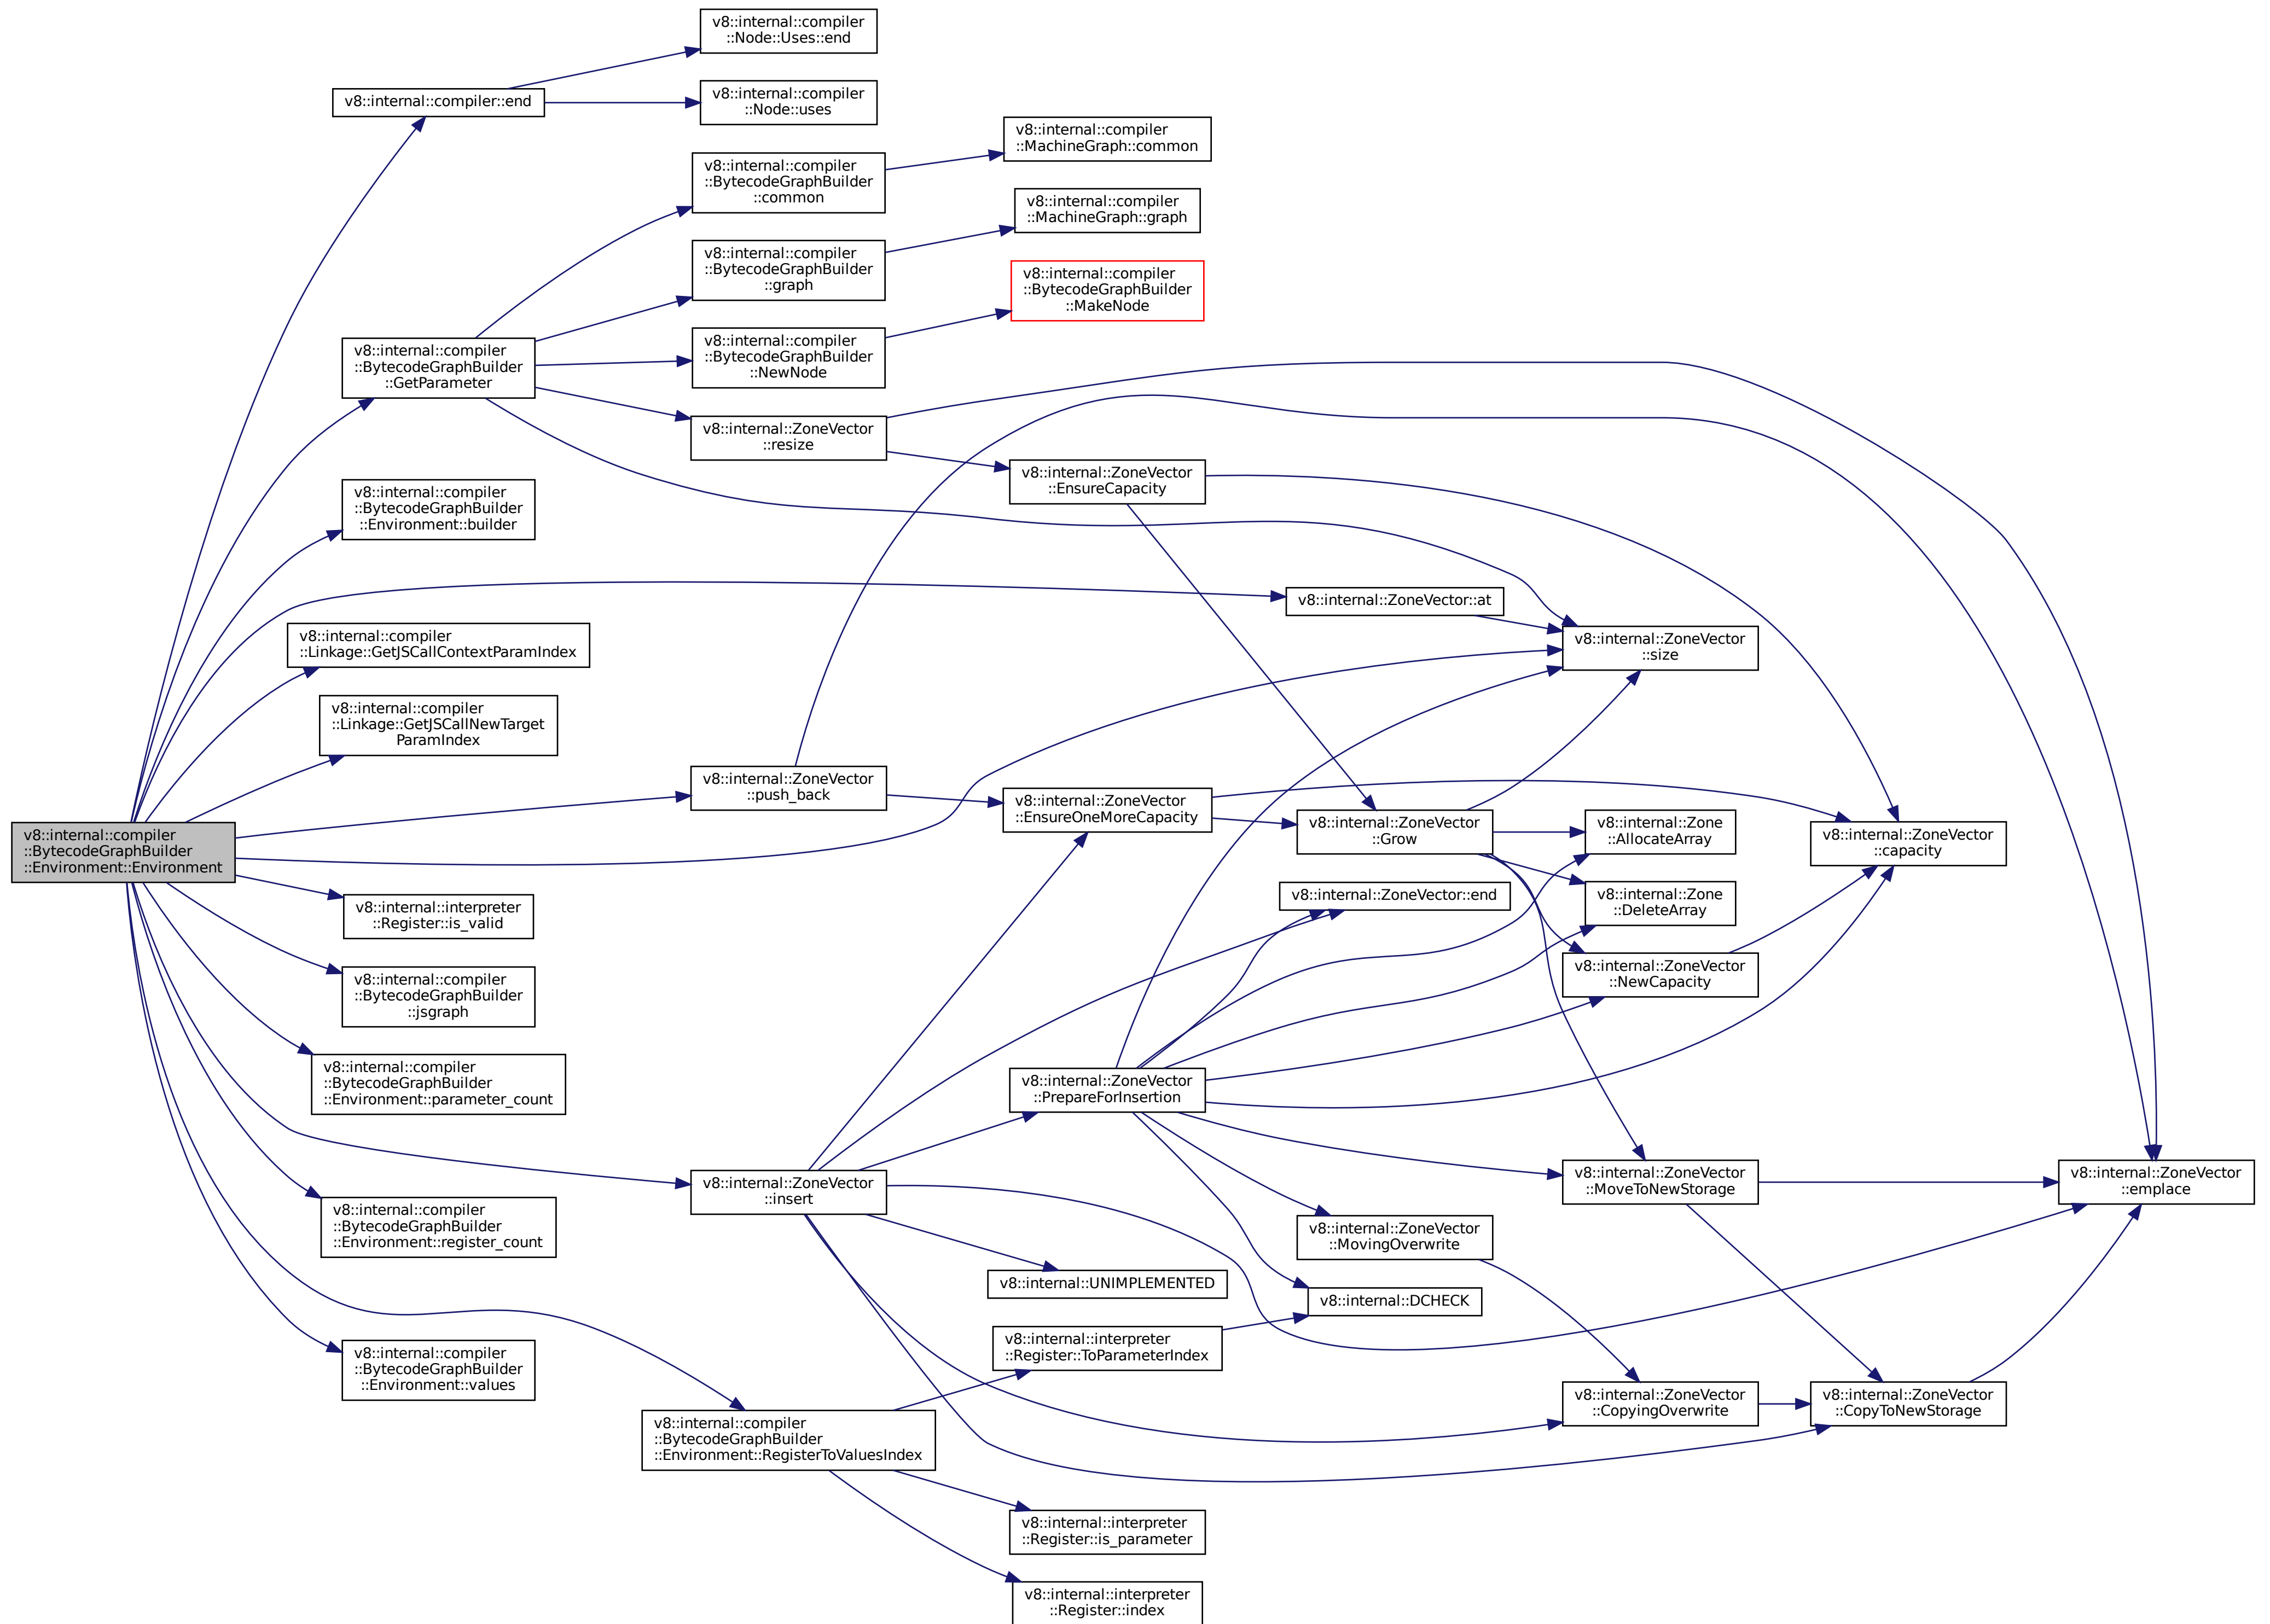 v8::internal::compiler
::BytecodeGraphBuilder
::Environment::Environment
v8::internal::compiler::end
v8::internal::compiler
::Node::Uses::end
v8::internal::compiler
::Node::uses
v8::internal::compiler
::BytecodeGraphBuilder
::GetParameter
v8::internal::compiler
::BytecodeGraphBuilder
::common
v8::internal::compiler
::MachineGraph::common
v8::internal::compiler
::BytecodeGraphBuilder
::graph
v8::internal::compiler
::MachineGraph::graph
v8::internal::compiler
::BytecodeGraphBuilder
::NewNode
v8::internal::compiler
::BytecodeGraphBuilder
::MakeNode
v8::internal::ZoneVector
::resize
v8::internal::ZoneVector
::EnsureCapacity
v8::internal::compiler
::BytecodeGraphBuilder
::Environment::builder
v8::internal::ZoneVector::at
v8::internal::ZoneVector
::size
v8::internal::compiler
::Linkage::GetJSCallContextParamIndex
v8::internal::compiler
::Linkage::GetJSCallNewTarget
ParamIndex
v8::internal::ZoneVector
::push_back
v8::internal::ZoneVector
::EnsureOneMoreCapacity
v8::internal::ZoneVector
::Grow
v8::internal::Zone
::AllocateArray
v8::internal::ZoneVector
::capacity
v8::internal::ZoneVector::end
v8::internal::Zone
::DeleteArray
v8::internal::interpreter
::Register::is_valid
v8::internal::ZoneVector
::NewCapacity
v8::internal::compiler
::BytecodeGraphBuilder
::jsgraph
v8::internal::compiler
::BytecodeGraphBuilder
::Environment::parameter_count
v8::internal::ZoneVector
::PrepareForInsertion
v8::internal::ZoneVector
::insert
v8::internal::ZoneVector
::MoveToNewStorage
v8::internal::ZoneVector
::emplace
v8::internal::compiler
::BytecodeGraphBuilder
::Environment::register_count
v8::internal::ZoneVector
::MovingOverwrite
v8::internal::UNIMPLEMENTED
v8::internal::DCHECK
v8::internal::interpreter
::Register::ToParameterIndex
v8::internal::compiler
::BytecodeGraphBuilder
::Environment::values
v8::internal::ZoneVector
::CopyingOverwrite
v8::internal::ZoneVector
::CopyToNewStorage
v8::internal::compiler
::BytecodeGraphBuilder
::Environment::RegisterToValuesIndex
v8::internal::interpreter
::Register::is_parameter
v8::internal::interpreter
::Register::index